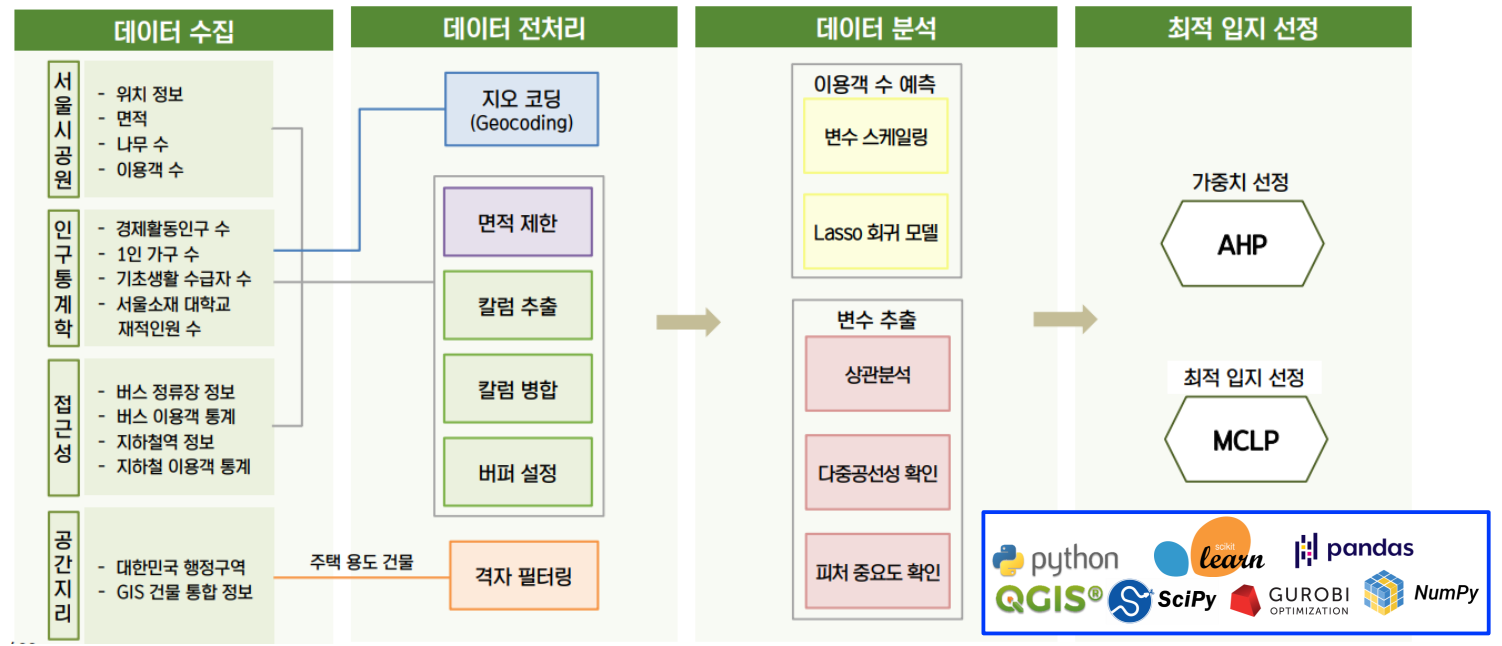 데이터 수집
데이터 전처리
데이터 분석
최적 입지 선정
서울시공원
- 위치 정보
- 면적
- 나무 수
- 이용객 수
인구통계학
- 경제활동인구 수
- 1인 가구 수
- 기초생활 수급자 수
- 서울소재 대학교
재적인원 수
접근성
- 버스 정류장 정보
- 버스 이용객 통계
- 지하철역 정보
- 지하철 이용객 통계
공간지리
- 대한민국 행정구역
- GIS 건물 통합 정보
주택 용도 건물
지오 코딩
(Geocoding)
면적 제한
칼럼 추출
칼럼 병합
버퍼 설정
격자 필터링
이용객 수 예측
변수 스케일링
Lasso 회귀 모델
변수 추출
상관분석
다중공선성 확인
피처 중요도 확인
가중치 선정
AHP
최적 입지 선정
MCLP
python
scikit
learn
pandas
QGIS®
SciPy
GUROBI
OPTIMIZATION
NumPy